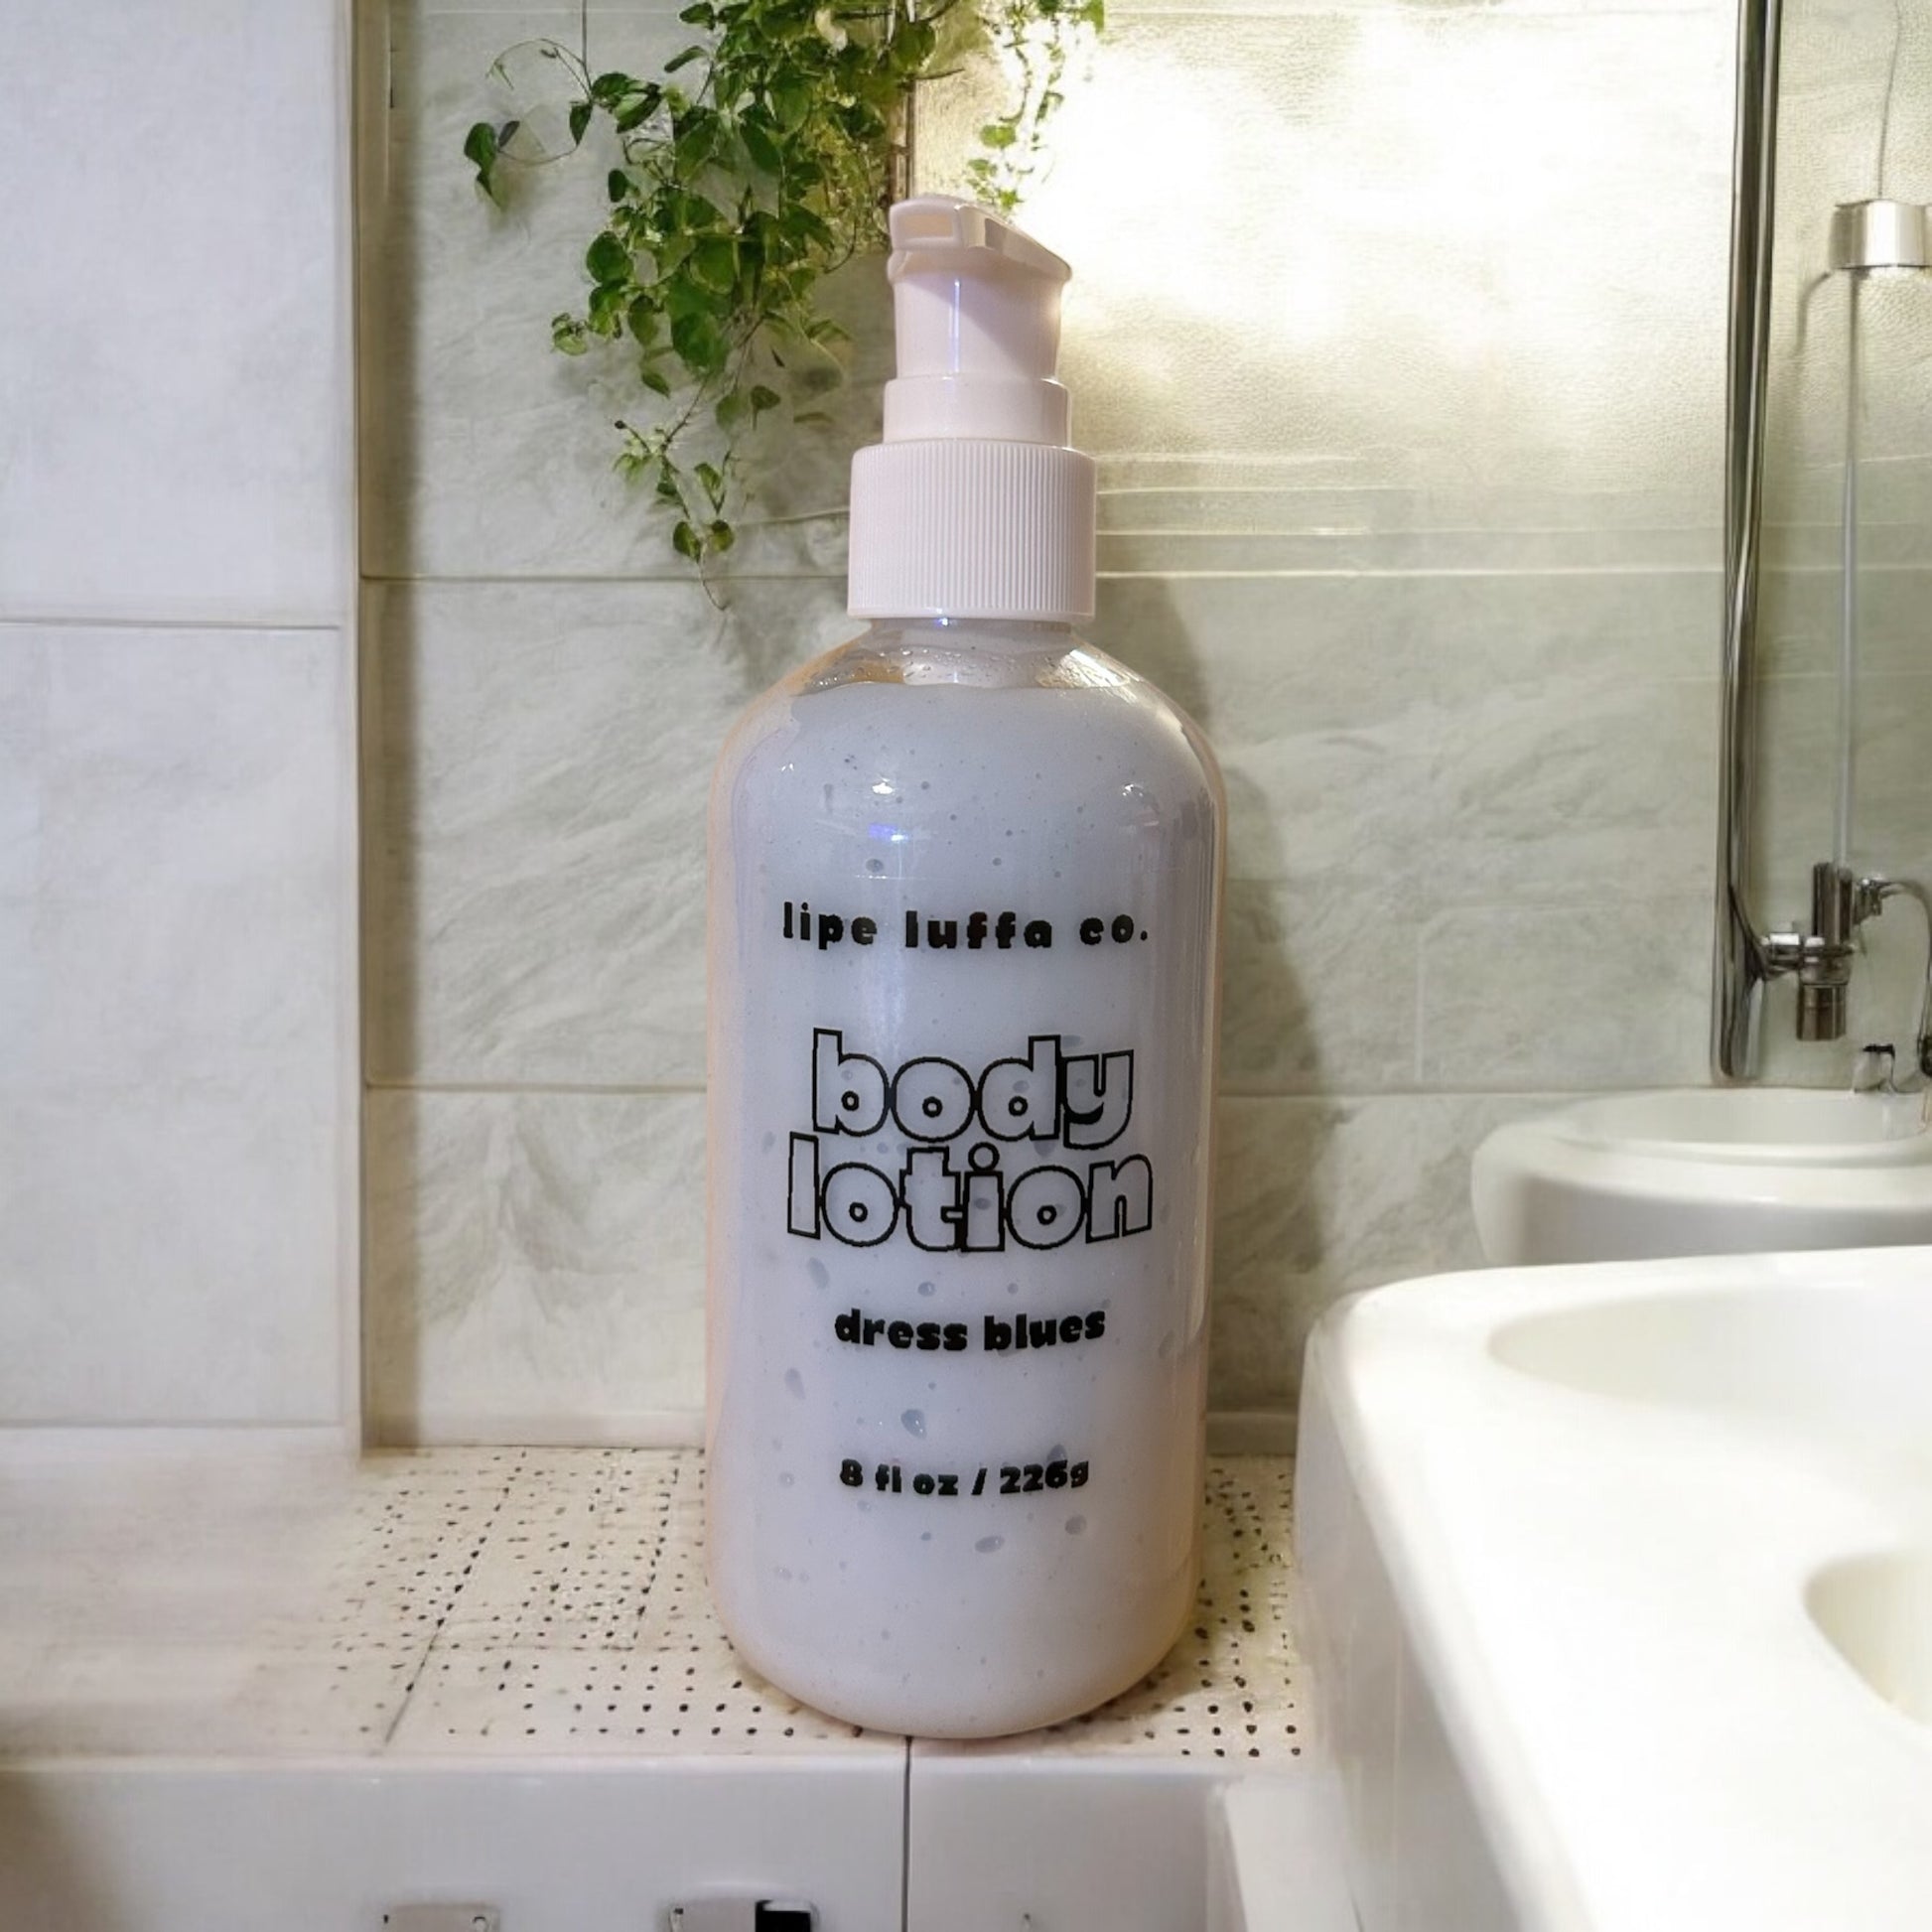 lipe luffa co.
body
lotion
dress blues
8 fl oz / 226g